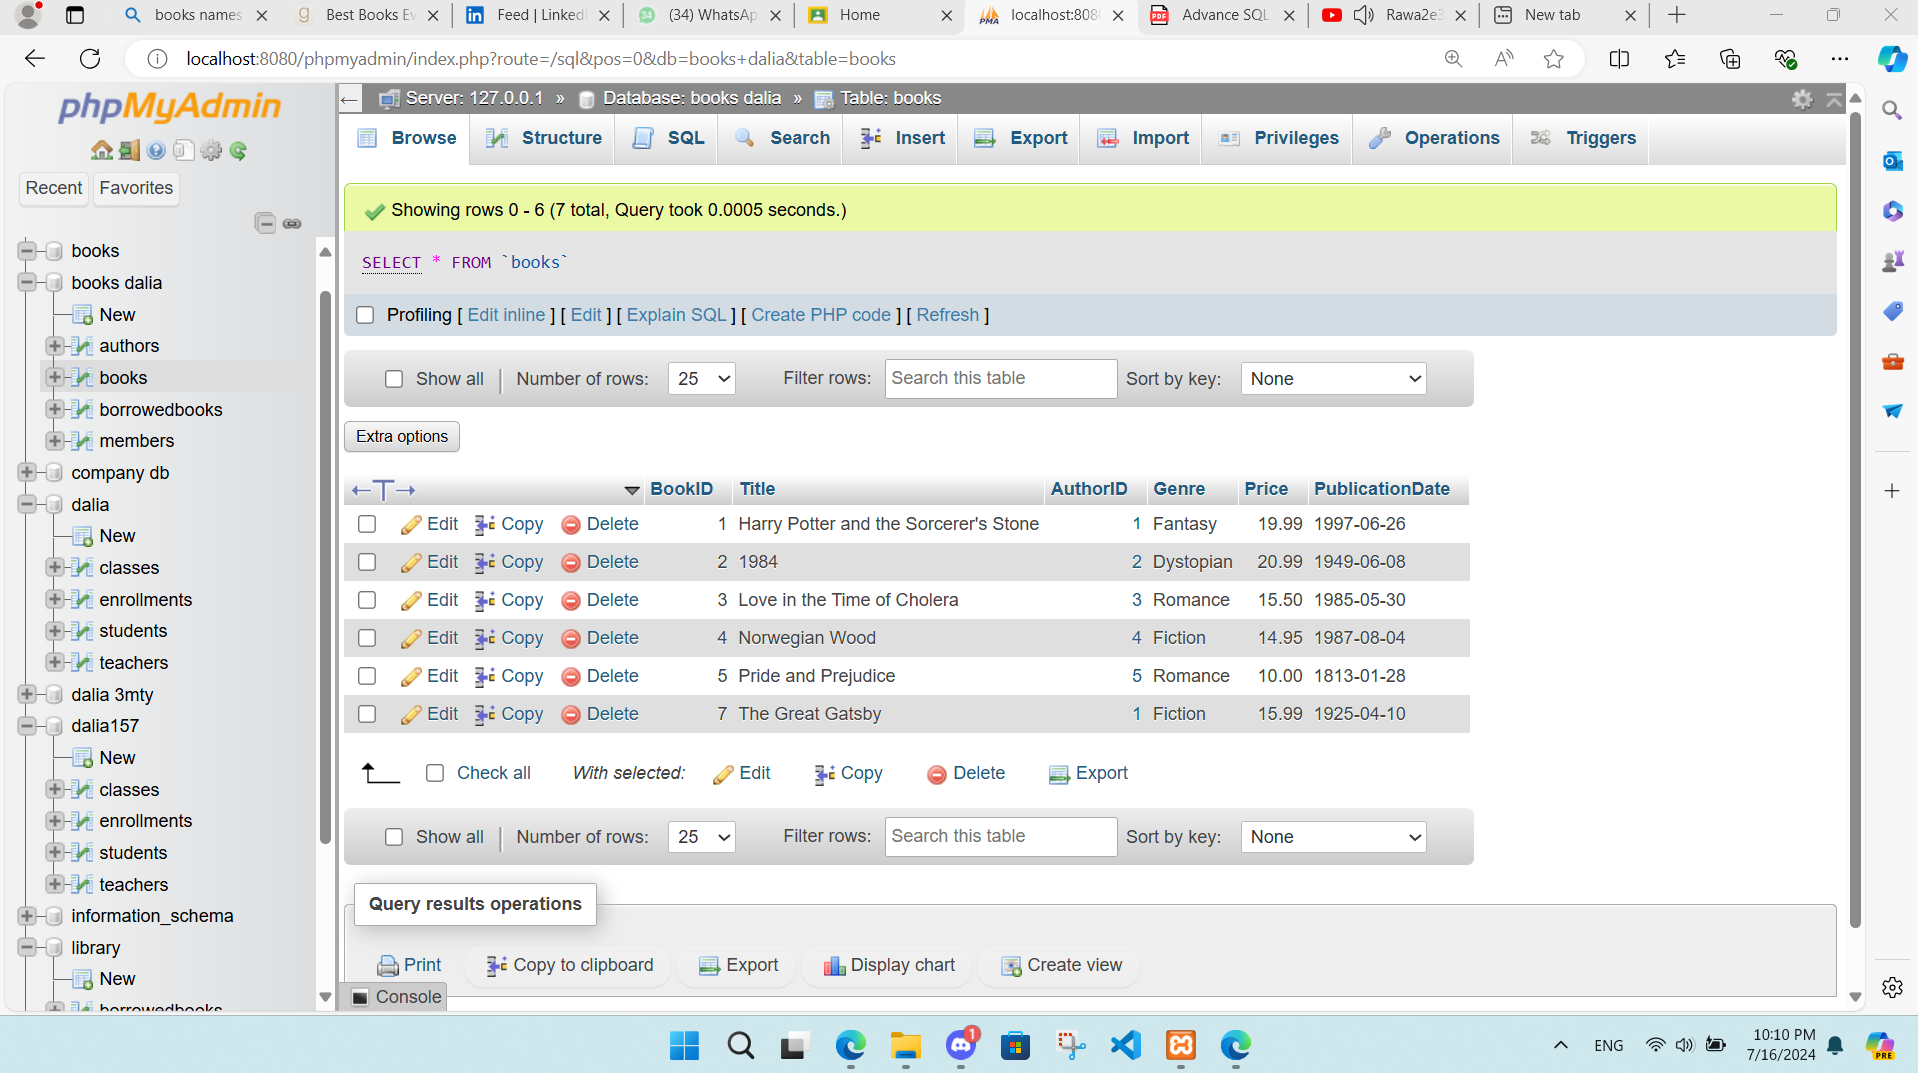 books names
Best Books Ev
Feed | Linked
(34) WhatsAp
Home
localhost:808
Advance SQL
Rawa2e3
New tab
localhost:8080/phpmyadmin/index.php?route=/sql&pos=0&db=books+dalia&table=books
phpMyAdmin
Recent Favorites
books
books dalia
New
authors
books
borrowedbooks
members
company db
dalia
New
classes
enrollments
students
teachers
dalia 3mty
dalia157
New
classes
enrollments
students
teachers
information_schema
library
New
borrowedbooks
Server: 127.0.0.1 » Database: books dalia » Table: books
Browse Structure SQL Search Insert Export Import Privileges Operations Triggers
Showing rows 0 - 6 (7 total, Query took 0.0005 seconds.)
SELECT * FROM `books`
Profiling [ Edit inline ] [ Edit ] [ Explain SQL ] [ Create PHP code ] [ Refresh ]
Show all Number of rows: 25 Filter rows: Search this table Sort by key: None
Extra options
BookID Title AuthorID Genre Price PublicationDate
Edit Copy Delete 1 Harry Potter and the Sorcerer's Stone 1 Fantasy 19.99 1997-06-26
Edit Copy Delete 2 1984 2 Dystopian 20.99 1949-06-08
Edit Copy Delete 3 Love in the Time of Cholera 3 Romance 15.50 1985-05-30
Edit Copy Delete 4 Norwegian Wood 4 Fiction 14.95 1987-08-04
Edit Copy Delete 5 Pride and Prejudice 5 Romance 10.00 1813-01-28
Edit Copy Delete 7 The Great Gatsby 1 Fiction 15.99 1925-04-10
Check all With selected: Edit Copy Delete Export
Show all Number of rows: 25 Filter rows: Search this table Sort by key: None
Query results operations
Print Copy to clipboard Export Display chart Create view
Console
1
ENG
10:10 PM
7/16/2024
PRE